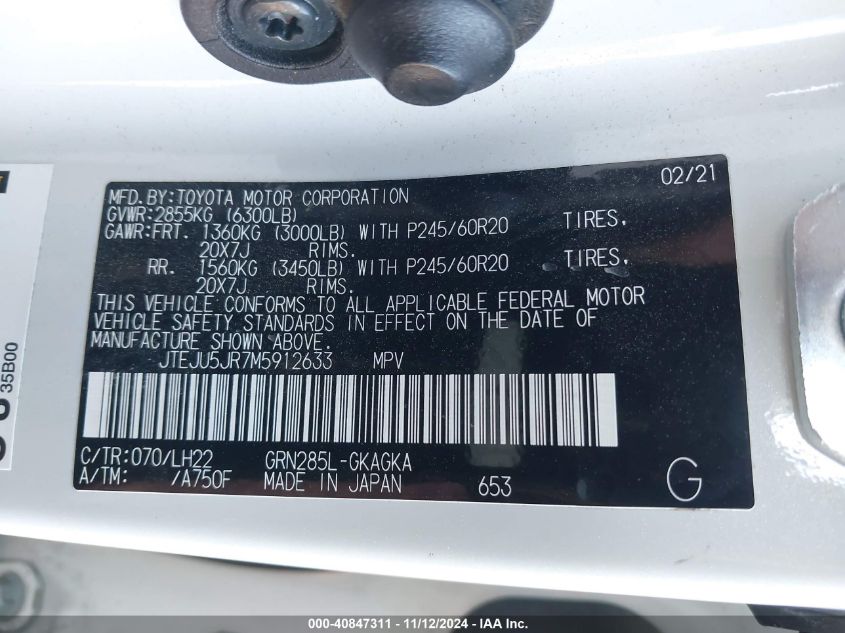 02/21
MFD.BY:TOYOTA MOTOR CORPORATION
GVWR:2855KG (6300LB)
GAWR:FRT. 1360KG (3000LB) WITH P245/60R20 TIRES,
20X7J RIMS.
RR. 1560KG (3450LB) WITH P245/60R20 TIRES,
20X7J RIMS.
THIS VEHICLE CONFORMS TO ALL APPLICABLE FEDERAL MOTOR
VEHICLE SAFETY STANDARDS IN EFFECT ON THE DATE OF
MANUFACTURE SHOWN ABOVE.
JTEJU5JR7M5912633 MPV
C/TR:070/LH22 GRN285L-GKAGKA
A/TM: /A750F MADE IN JAPAN 653 G
35B00
000-40847311 - 11/12/2024 - IAA Inc.